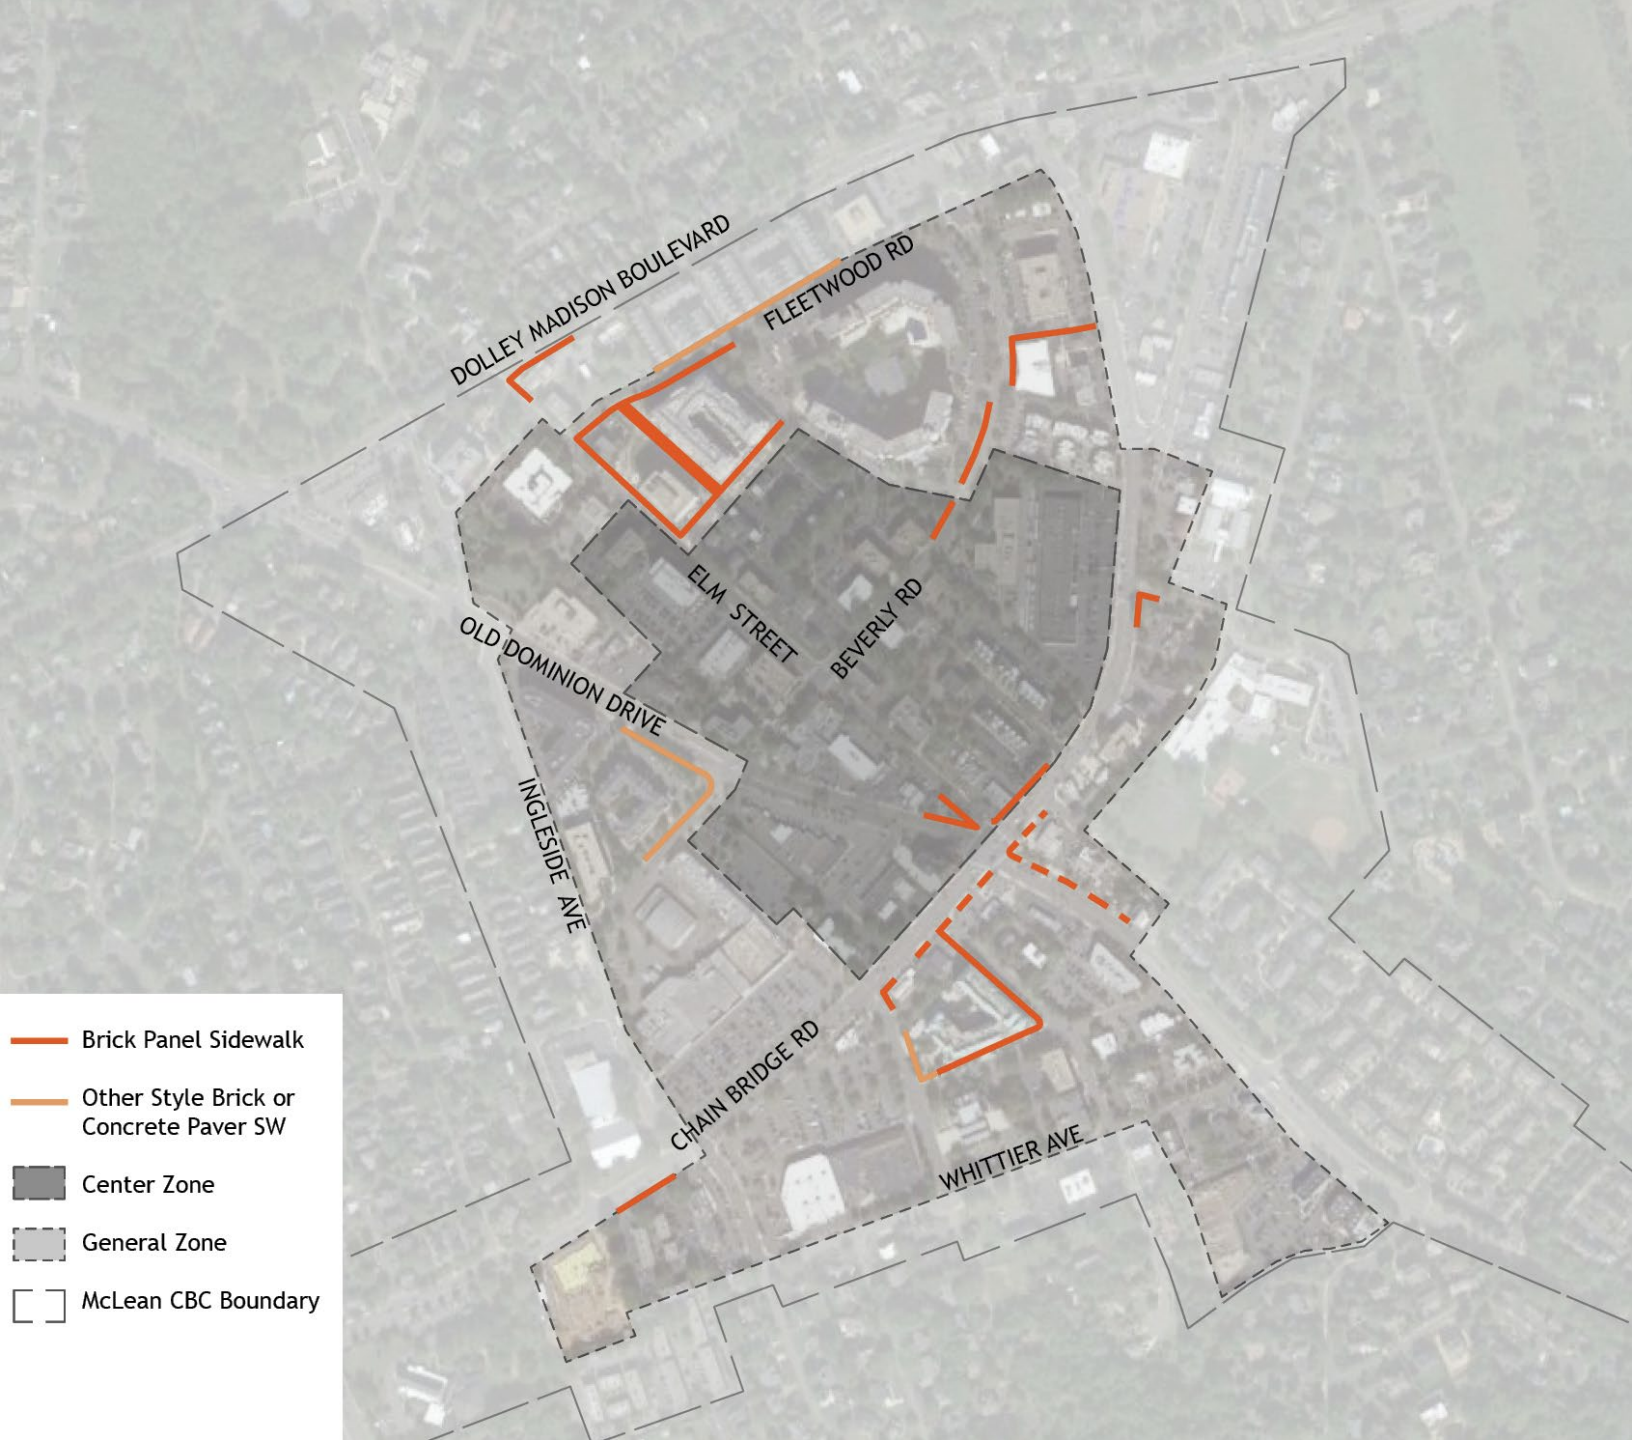 DOLLEY MADISON BOULEVARD
FLEETWOOD RD
ELM STREET
BEVERLY RD
OLD DOMINION DRIVE
INGLESIDE AVE
CHAIN BRIDGE RD
WHITTIER AVE
Brick Panel Sidewalk
Other Style Brick or
Concrete Paver SW
Center Zone
General Zone
McLean CBC Boundary